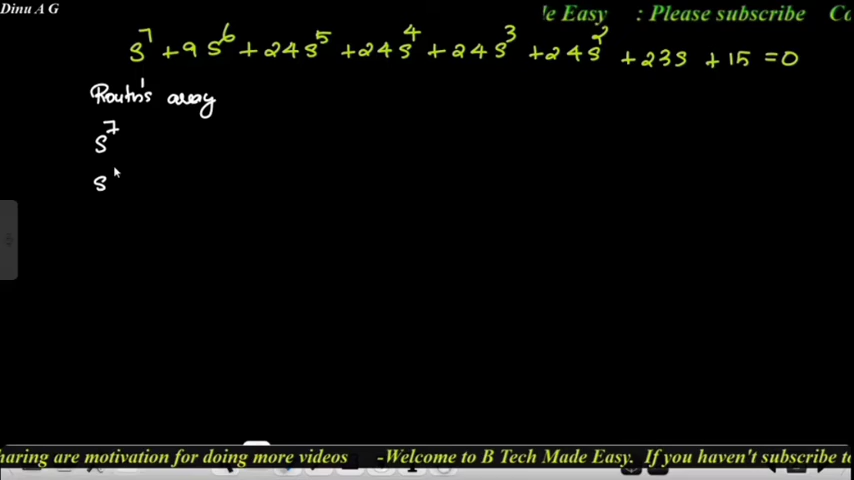 Dinu A G
le Easy : Please subscribe Co
s⁷ + 9s⁶ + 24s⁵ + 24s⁴ + 24s³ + 24s² + 23s + 15 = 0
Routh's array
s⁷
s
haring are motivation for doing more videos -Welcome to B Tech Made Easy. If you haven't subscribe to